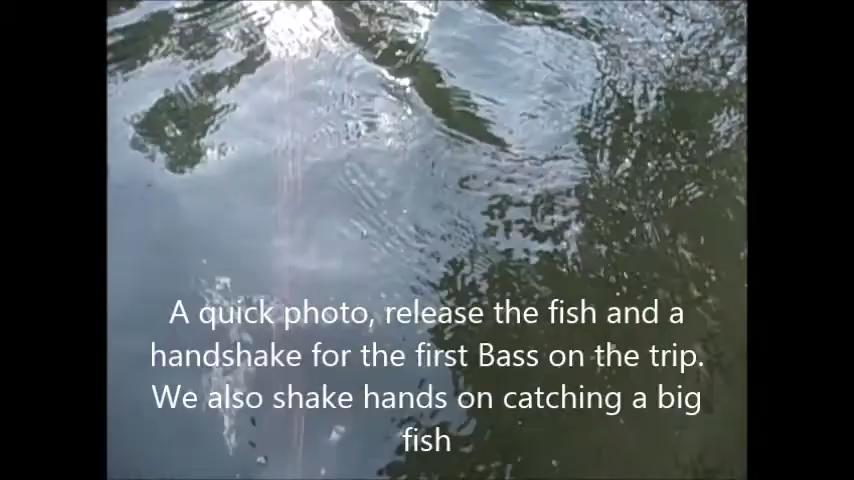 A quick photo, release the fish and a
handshake for the first Bass on the trip.
We also shake hands on catching a big
fish